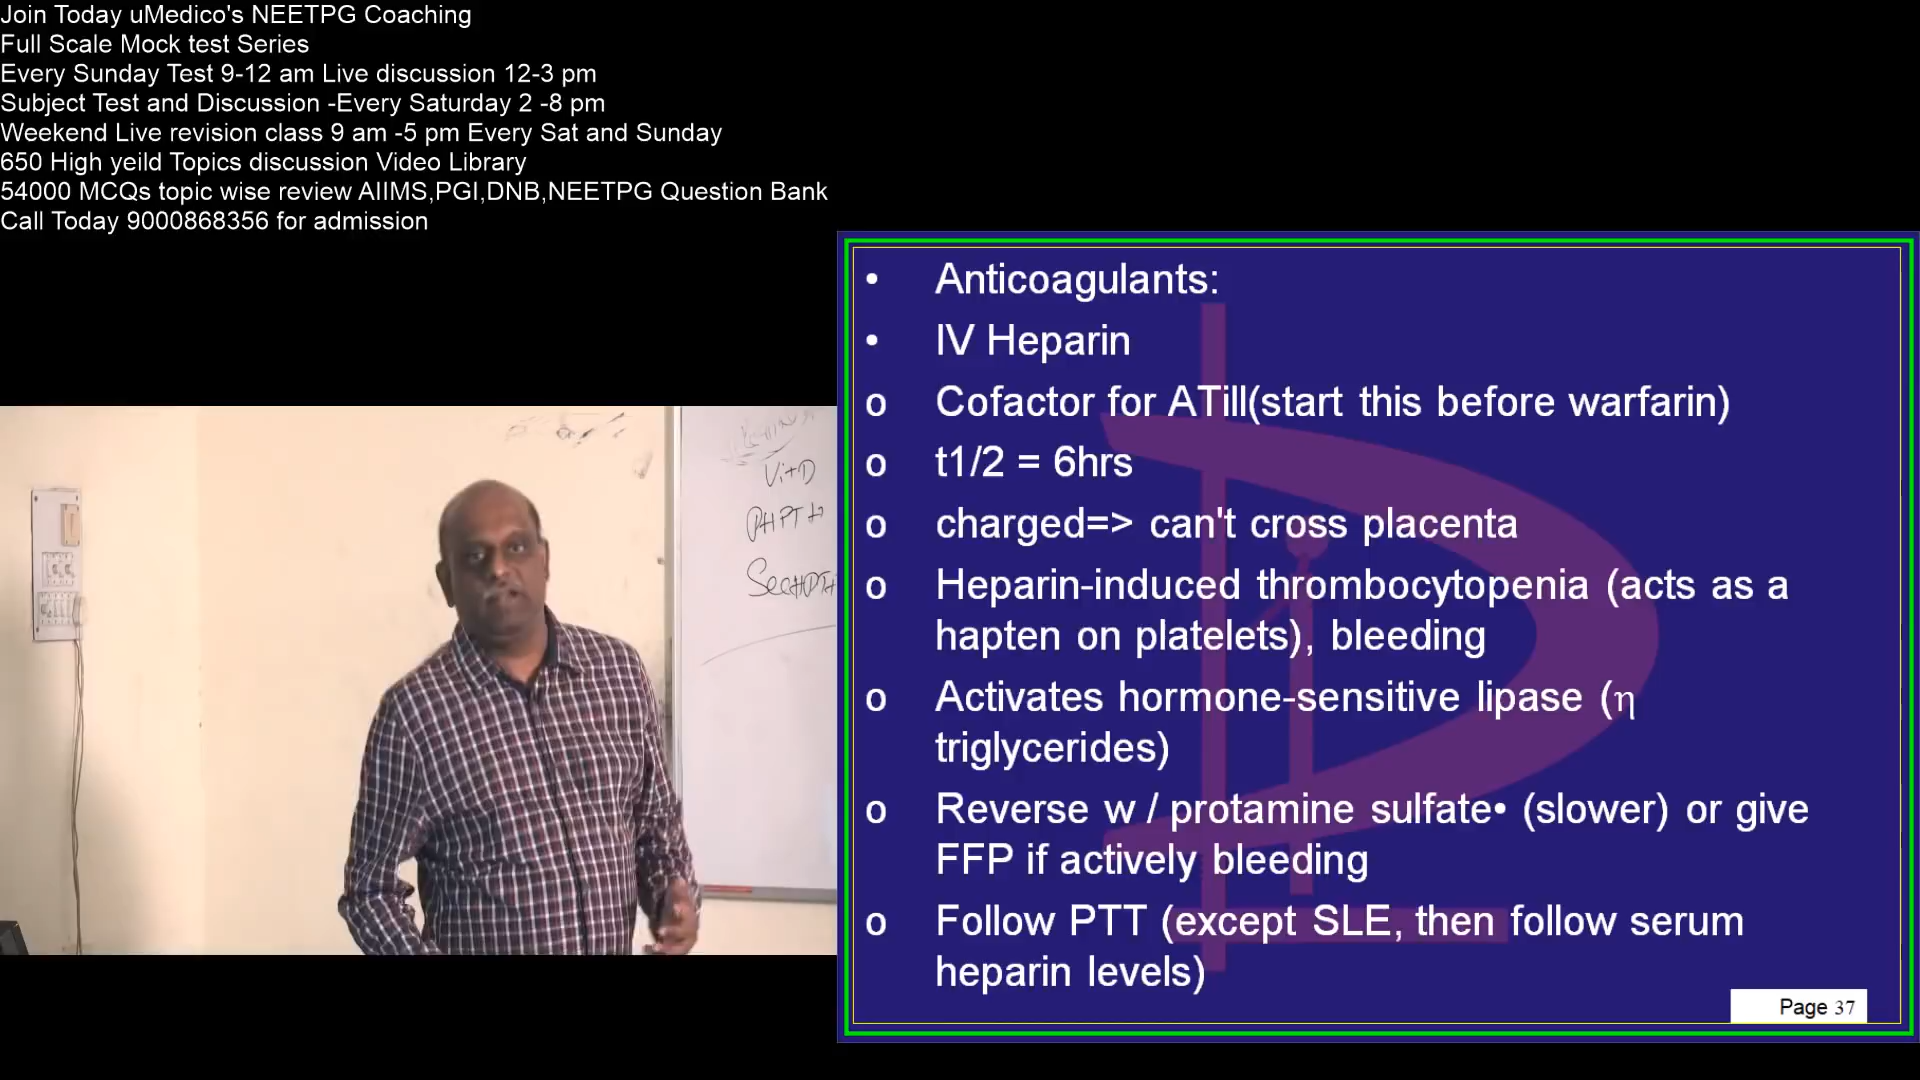 Join Today uMedico's NEETPG Coaching
Full Scale Mock test Series
Every Sunday Test 9-12 am Live discussion 12-3 pm
Subject Test and Discussion -Every Saturday 2 -8 pm
Weekend Live revision class 9 am -5 pm Every Sat and Sunday
650 High yeild Topics discussion Video Library
54000 MCQs topic wise review AIIMS,PGI,DNB,NEETPG Question Bank
Call Today 9000868356 for admission
• Anticoagulants:
• IV Heparin
o Cofactor for ATill(start this before warfarin)
o t1/2 = 6hrs
o charged=> can't cross placenta
o Heparin-induced thrombocytopenia (acts as a
hapten on platelets), bleeding
o Activates hormone-sensitive lipase (η
triglycerides)
o Reverse w / protamine sulfate• (slower) or give
FFP if actively bleeding
o Follow PTT (except SLE, then follow serum
heparin levels)
Page 37
Vit D